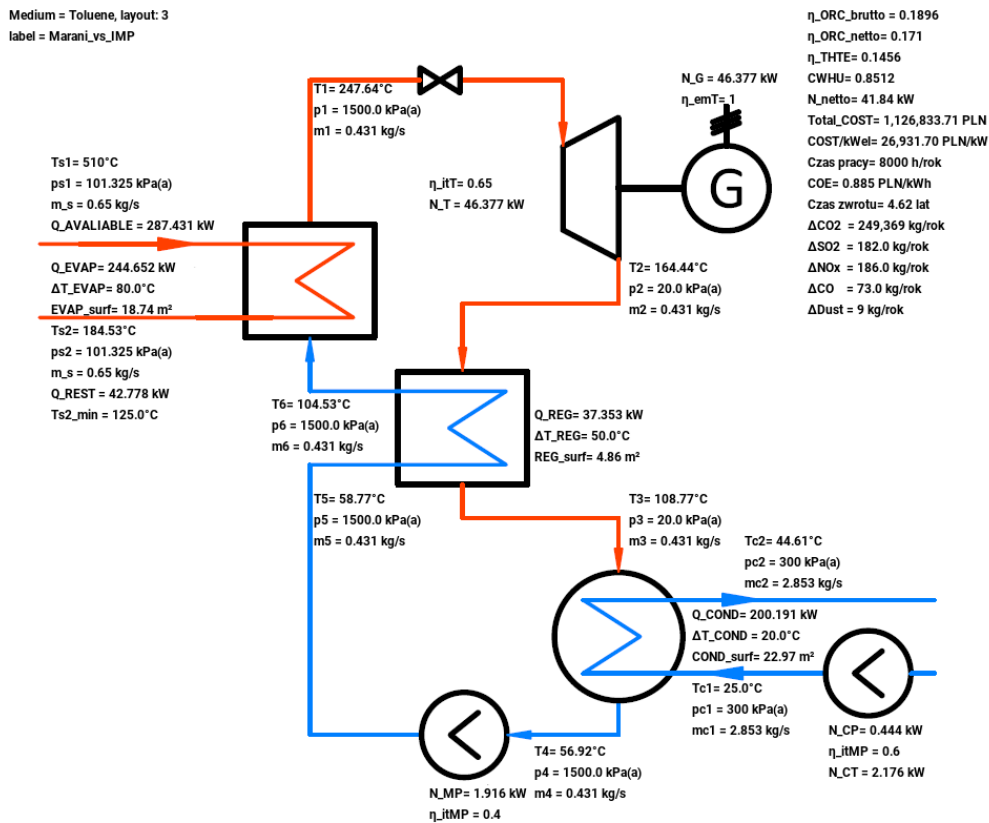 Medium = Toluene, layout: 3
label = Marani_vs_IMP
η_ORC_brutto = 0.1896
η_ORC_netto= 0.171
η_THTE= 0.1456
CWHU= 0.8512
N_netto= 41.84 kW
Total_COST= 1,126,833.71 PLN
COST/kWel= 26,931.70 PLN/kW
Czas pracy= 8000 h/rok
COE= 0.885 PLN/kWh
Czas zwrotu= 4.62 lat
ΔCO2 = 249,369 kg/rok
ΔSO2 = 182.0 kg/rok
ΔNOx = 186.0 kg/rok
ΔCO = 73.0 kg/rok
ΔDust = 9 kg/rok
T1= 247.64°C
p1 = 1500.0 kPa(a)
m1 = 0.431 kg/s
N_G = 46.377 kW
η_emT= 1
G
η_itT= 0.65
N_T = 46.377 kW
Ts1= 510°C
ps1 = 101.325 kPa(a)
m_s = 0.65 kg/s
Q_AVALIABLE = 287.431 kW
Q_EVAP= 244.652 kW
ΔT_EVAP= 80.0°C
EVAP_surf= 18.74 m²
Ts2= 184.53°C
ps2 = 101.325 kPa(a)
m_s = 0.65 kg/s
Q_REST = 42.778 kW
Ts2_min = 125.0°C
T2= 164.44°C
p2 = 20.0 kPa(a)
m2 = 0.431 kg/s
T6= 104.53°C
p6 = 1500.0 kPa(a)
m6 = 0.431 kg/s
Q_REG= 37.353 kW
ΔT_REG= 50.0°C
REG_surf= 4.86 m²
T5= 58.77°C
p5 = 1500.0 kPa(a)
m5 = 0.431 kg/s
T3= 108.77°C
p3 = 20.0 kPa(a)
m3 = 0.431 kg/s
Tc2= 44.61°C
pc2 = 300 kPa(a)
mc2 = 2.853 kg/s
Q_COND= 200.191 kW
ΔT_COND = 20.0°C
COND_surf= 22.97 m²
Tc1= 25.0°C
pc1 = 300 kPa(a)
mc1 = 2.853 kg/s
N_CP= 0.444 kW
η_itMP = 0.6
N_CT = 2.176 kW
T4= 56.92°C
p4 = 1500.0 kPa(a)
m4 = 0.431 kg/s
N_MP= 1.916 kW
η_itMP = 0.4